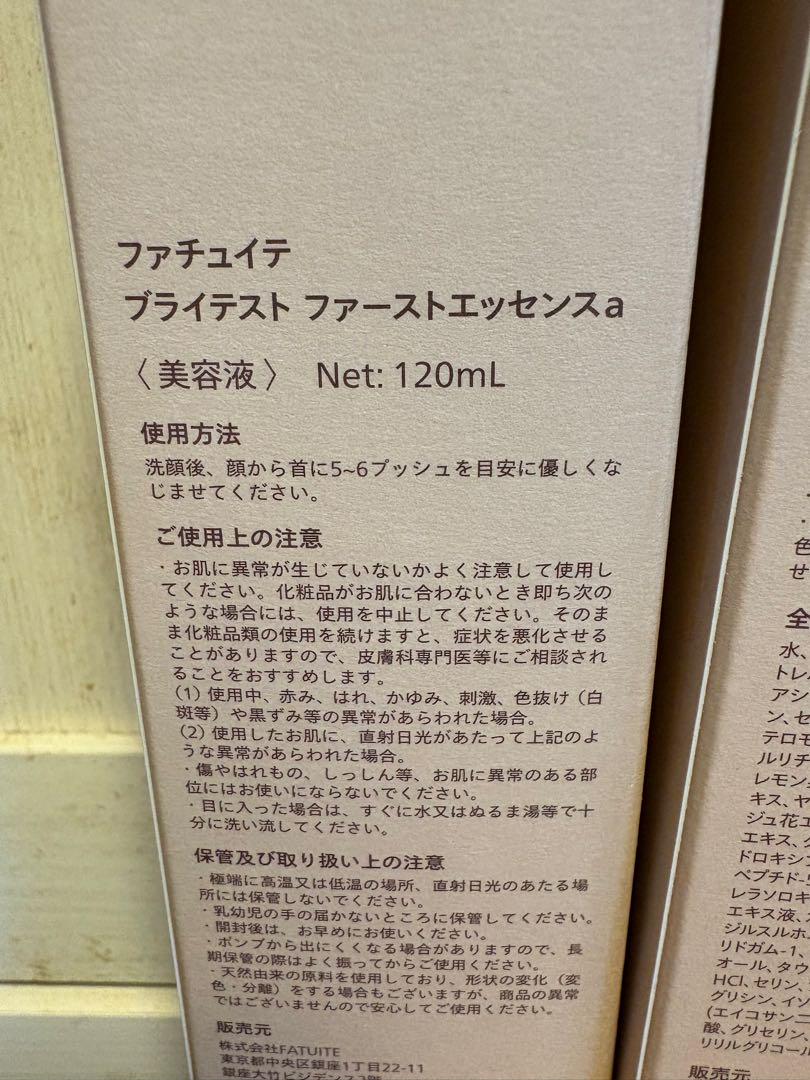 ファチュイテ
ブライテスト ファーストエッセンスa
〈美容液〉 Net: 120mL
使用方法
洗顔後、顔から首に5~6プッシュを目安に優しくな
じませてください。
ご使用上の注意
・お肌に異常が生じていないかよく注意して使用し
てください。化粧品がお肌に合わないとき即ち次の
ような場合には、使用を中止してください。そのま
ま化粧品類の使用を続けますと、症状を悪化させる
ことがありますので、皮膚科専門医等にご相談され
ることをおすすめします。
(1) 使用中、赤み、はれ、かゆみ、刺激、色抜け（白
斑等）や黒ずみ等の異常があらわれた場合。
(2) 使用したお肌に、直射日光があたって上記のよ
うな異常があらわれた場合。
・傷やはれもの、しっしん等、お肌に異常のある部
位にはお使いにならないでください。
・目に入った場合は、すぐに水又はぬるま湯等で十
分に洗い流してください。
保管及び取り扱い上の注意
・極端に高温又は低温の場所、直射日光のあたる場
所には保管しないでください。
・乳幼児の手の届かないところに保管してください。
・開封後は、お早めにお使いください。
・ポンプから出にくくなる場合がありますので、長
期保管の際はよく振ってからご使用ください。
・天然由来の原料を使用しており、形状の変化（変
色・分離）をする場合もございますが、商品の異常
ではございませんので安心してご使用ください。
販売元
株式会社FATUITE
東京都中央区銀座1丁目22-11
銀座大竹ビジデンス2階
色
せ
全
水、
トレ
アシ
ン、セ
テロモ
ルリチ
レモン
キス、ヤ
ジュ花エ
エキス、
ドロキシ
ペプチド-
レラソロキ
エキス液、
ジルスルホ
リドガム-1、
オール、タウ
HCl、セリン、
グリシン、イソ
(エイコサン二
酸、グリセリン、
リリルグリコール
販売元